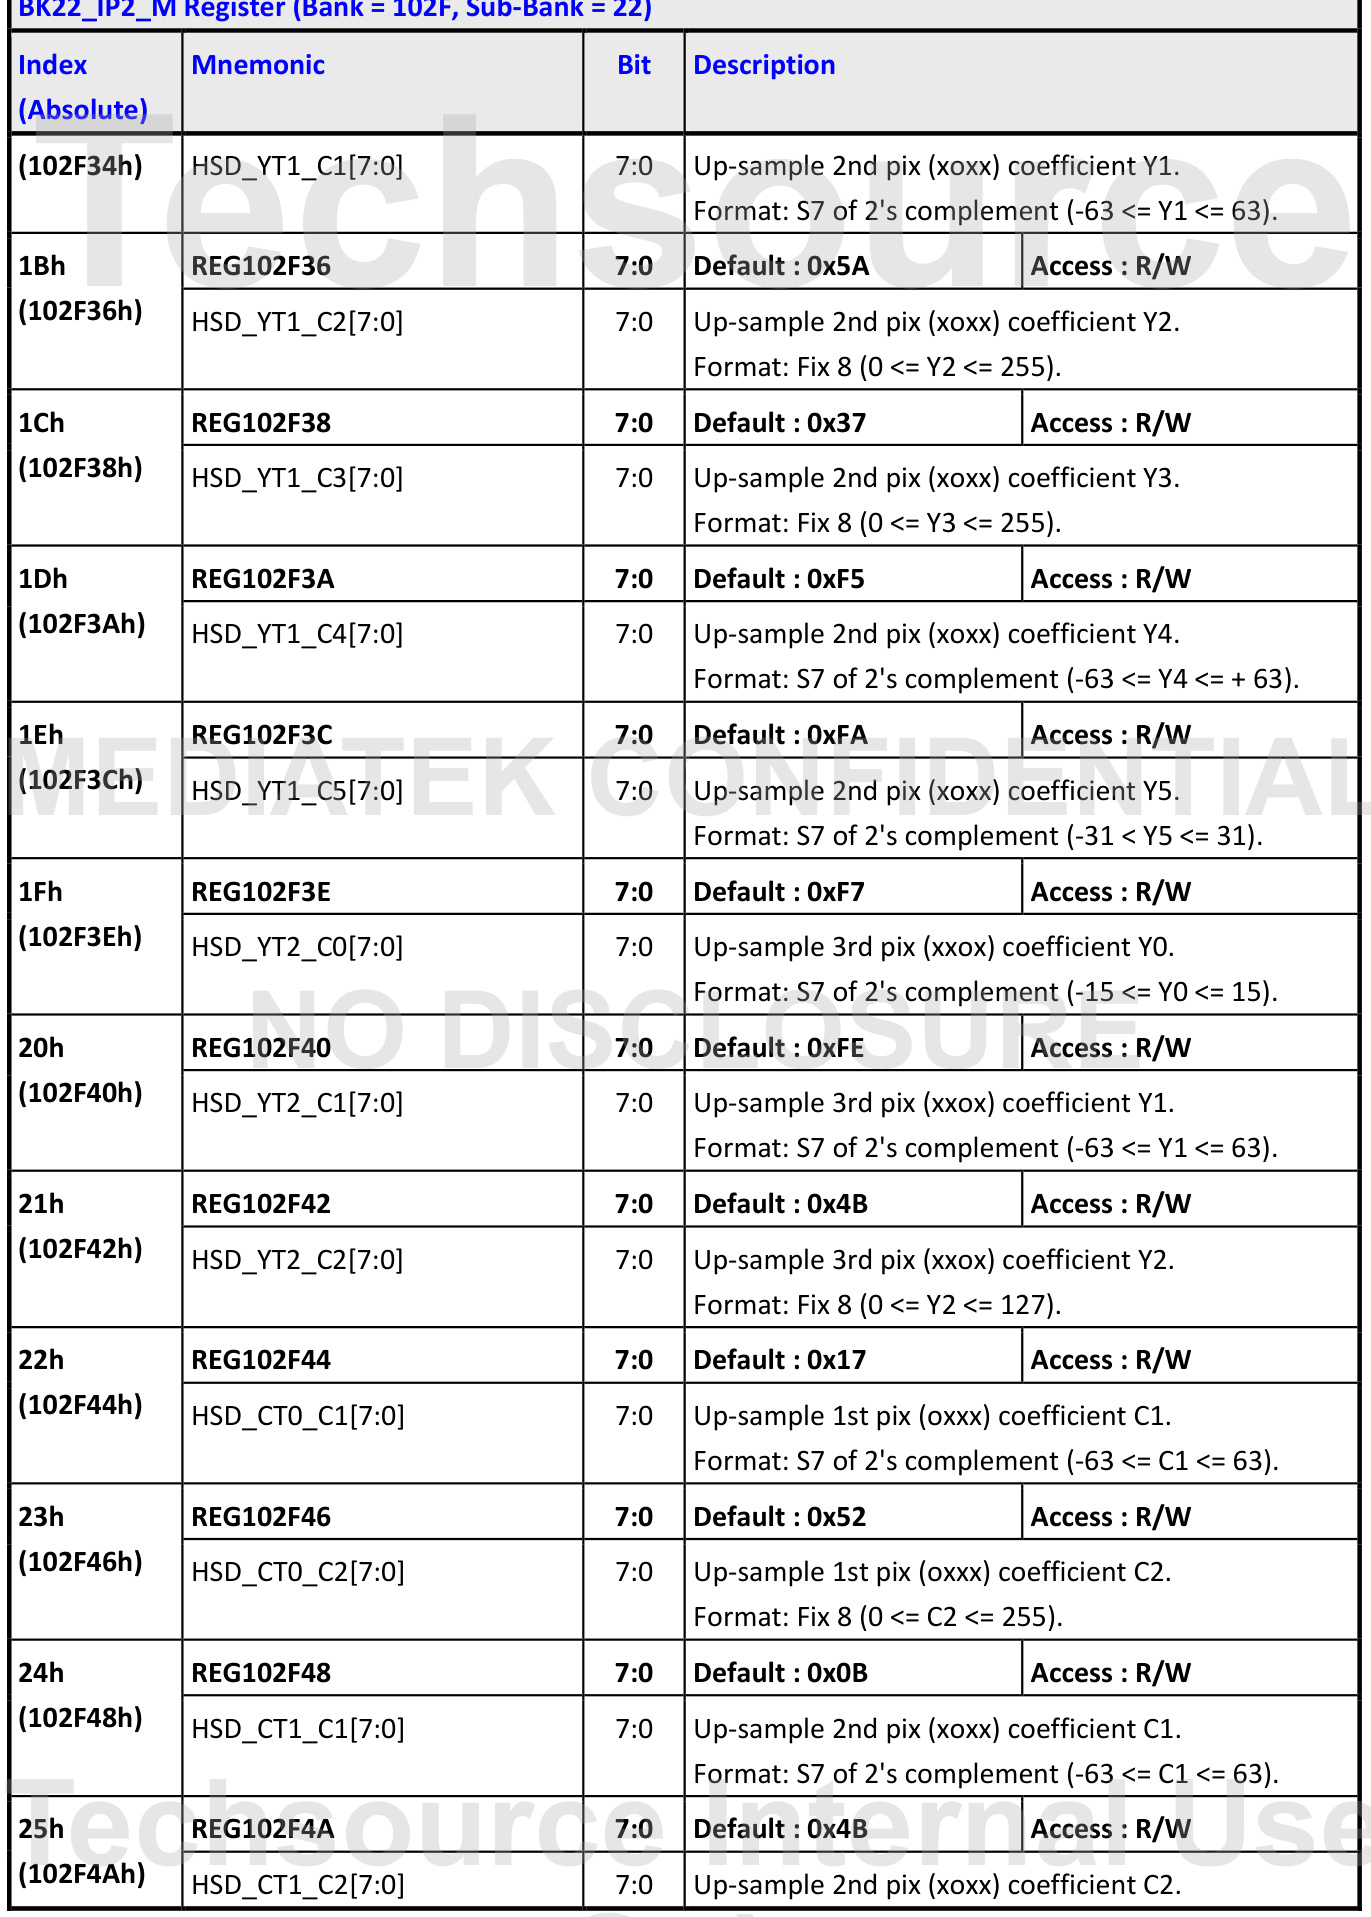 BK22_IP2_M Register (Bank = 102F, Sub-Bank = 22)
Index (Absolute) Mnemonic Bit Description
(102F34h) HSD_YT1_C1[7:0] 7:0 Up-sample 2nd pix (xoxx) coefficient Y1.
Format: S7 of 2's complement (-63 <= Y1 <= 63).
1Bh REG102F36 7:0 Default : 0x5A Access : R/W
(102F36h) HSD_YT1_C2[7:0] 7:0 Up-sample 2nd pix (xoxx) coefficient Y2.
Format: Fix 8 (0 <= Y2 <= 255).
1Ch REG102F38 7:0 Default : 0x37 Access : R/W
(102F38h) HSD_YT1_C3[7:0] 7:0 Up-sample 2nd pix (xoxx) coefficient Y3.
Format: Fix 8 (0 <= Y3 <= 255).
1Dh REG102F3A 7:0 Default : 0xF5 Access : R/W
(102F3Ah) HSD_YT1_C4[7:0] 7:0 Up-sample 2nd pix (xoxx) coefficient Y4.
Format: S7 of 2's complement (-63 <= Y4 <= + 63).
1Eh REG102F3C 7:0 Default : 0xFA Access : R/W
(102F3Ch) HSD_YT1_C5[7:0] 7:0 Up-sample 2nd pix (xoxx) coefficient Y5.
Format: S7 of 2's complement (-31 < Y5 <= 31).
1Fh REG102F3E 7:0 Default : 0xF7 Access : R/W
(102F3Eh) HSD_YT2_C0[7:0] 7:0 Up-sample 3rd pix (xxox) coefficient Y0.
Format: S7 of 2's complement (-15 <= Y0 <= 15).
20h REG102F40 7:0 Default : 0xFE Access : R/W
(102F40h) HSD_YT2_C1[7:0] 7:0 Up-sample 3rd pix (xxox) coefficient Y1.
Format: S7 of 2's complement (-63 <= Y1 <= 63).
21h REG102F42 7:0 Default : 0x4B Access : R/W
(102F42h) HSD_YT2_C2[7:0] 7:0 Up-sample 3rd pix (xxox) coefficient Y2.
Format: Fix 8 (0 <= Y2 <= 127).
22h REG102F44 7:0 Default : 0x17 Access : R/W
(102F44h) HSD_CT0_C1[7:0] 7:0 Up-sample 1st pix (oxxx) coefficient C1.
Format: S7 of 2's complement (-63 <= C1 <= 63).
23h REG102F46 7:0 Default : 0x52 Access : R/W
(102F46h) HSD_CT0_C2[7:0] 7:0 Up-sample 1st pix (oxxx) coefficient C2.
Format: Fix 8 (0 <= C2 <= 255).
24h REG102F48 7:0 Default : 0x0B Access : R/W
(102F48h) HSD_CT1_C1[7:0] 7:0 Up-sample 2nd pix (xoxx) coefficient C1.
Format: S7 of 2's complement (-63 <= C1 <= 63).
25h REG102F4A 7:0 Default : 0x4B Access : R/W
(102F4Ah) HSD_CT1_C2[7:0] 7:0 Up-sample 2nd pix (xoxx) coefficient C2.
Techsource
MEDIATEK CONFIDENTIAL
NO DISCLOSURE
Techsource Internal Use